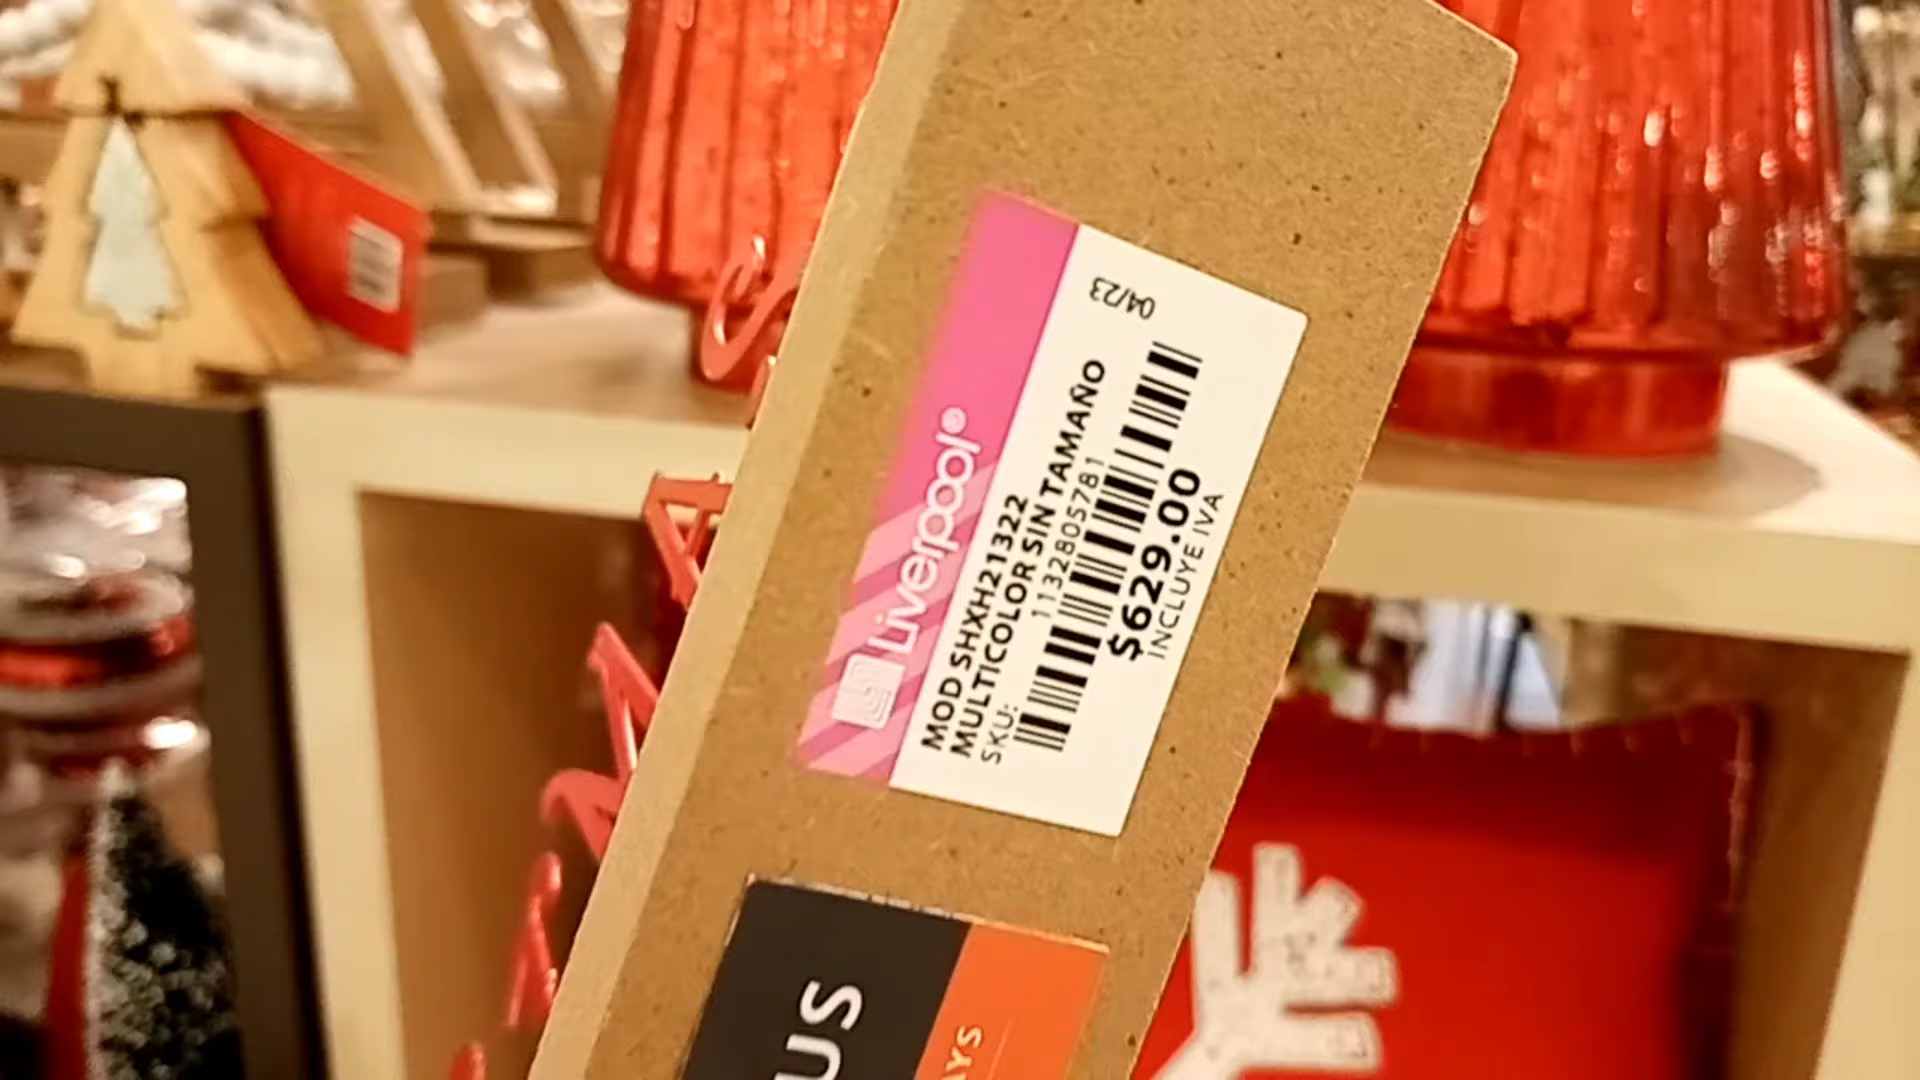 Liverpool®
04/23
MOD SHXH21322
MULTICOLOR SIN TAMAÑO
SKU: 1132805781
$629.00
INCLUYE IVA
US
AYS